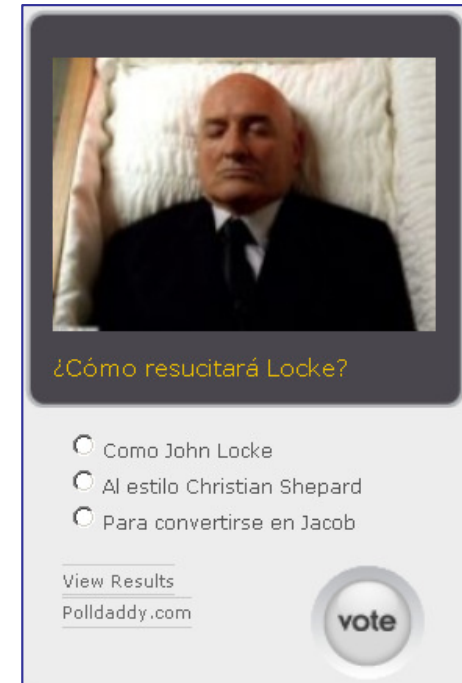 ¿Cómo resucitará Locke?
Como John Locke
Al estilo Christian Shepard
Para convertirse en Jacob
View Results
Polldaddy.com
vote